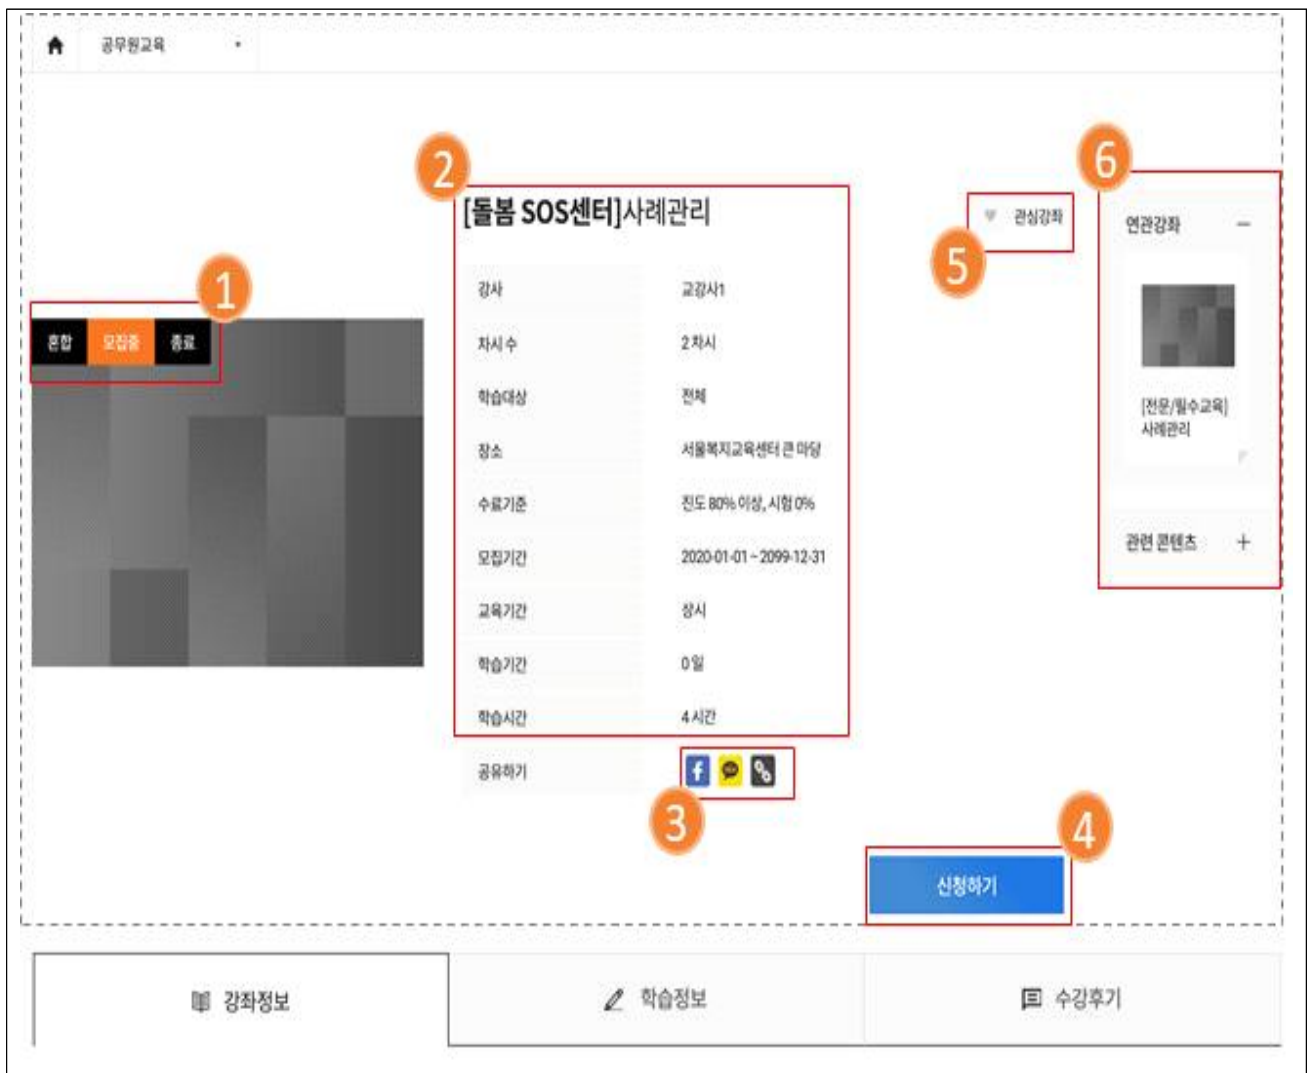 공무원교육
2
6
[돌봄 SOS센터]사례관리
관심강좌
연관강좌
5
1
강사 교강사1
혼합 모집중 종료
차시 수 2 차시
학습대상 전체
[전문/필수교육]
사례관리
장소 서울복지교육센터 큰 마당
수료기준 진도 80% 이상, 시험 0%
관련 콘텐츠
모집기간 2020-01-01 ~ 2099-12-31
교육기간 상시
학습기간 0 일
학습시간 4 시간
공유하기
3
4
신청하기
강좌정보
학습정보
수강후기